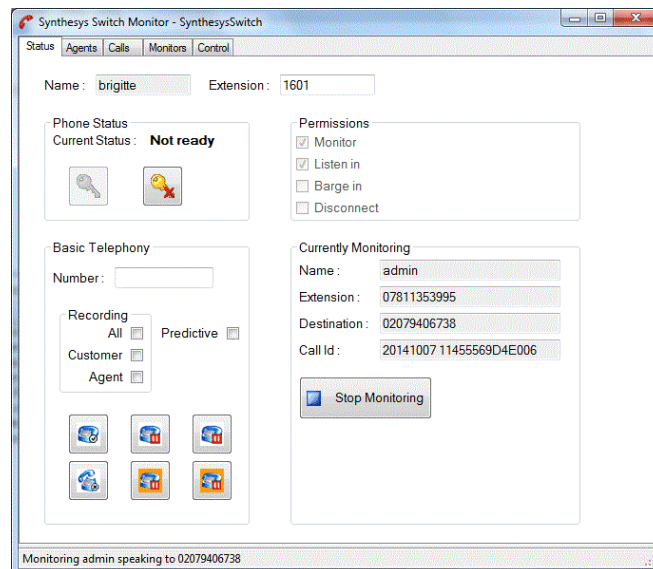 Synthesys Switch Monitor - SynthesysSwitch
Status Agents Calls Monitors Control
Name : brigitte Extension : 1601
Phone Status
Current Status : Not ready
Permissions
Monitor
Listen in
Barge in
Disconnect
Basic Telephony
Number :
Recording
All Predictive
Customer
Agent
Currently Monitoring
Name : admin
Extension : 07811353995
Destination : 02079406738
Call Id : 20141007 11455569D4E006
Stop Monitoring
Monitoring admin speaking to 02079406738